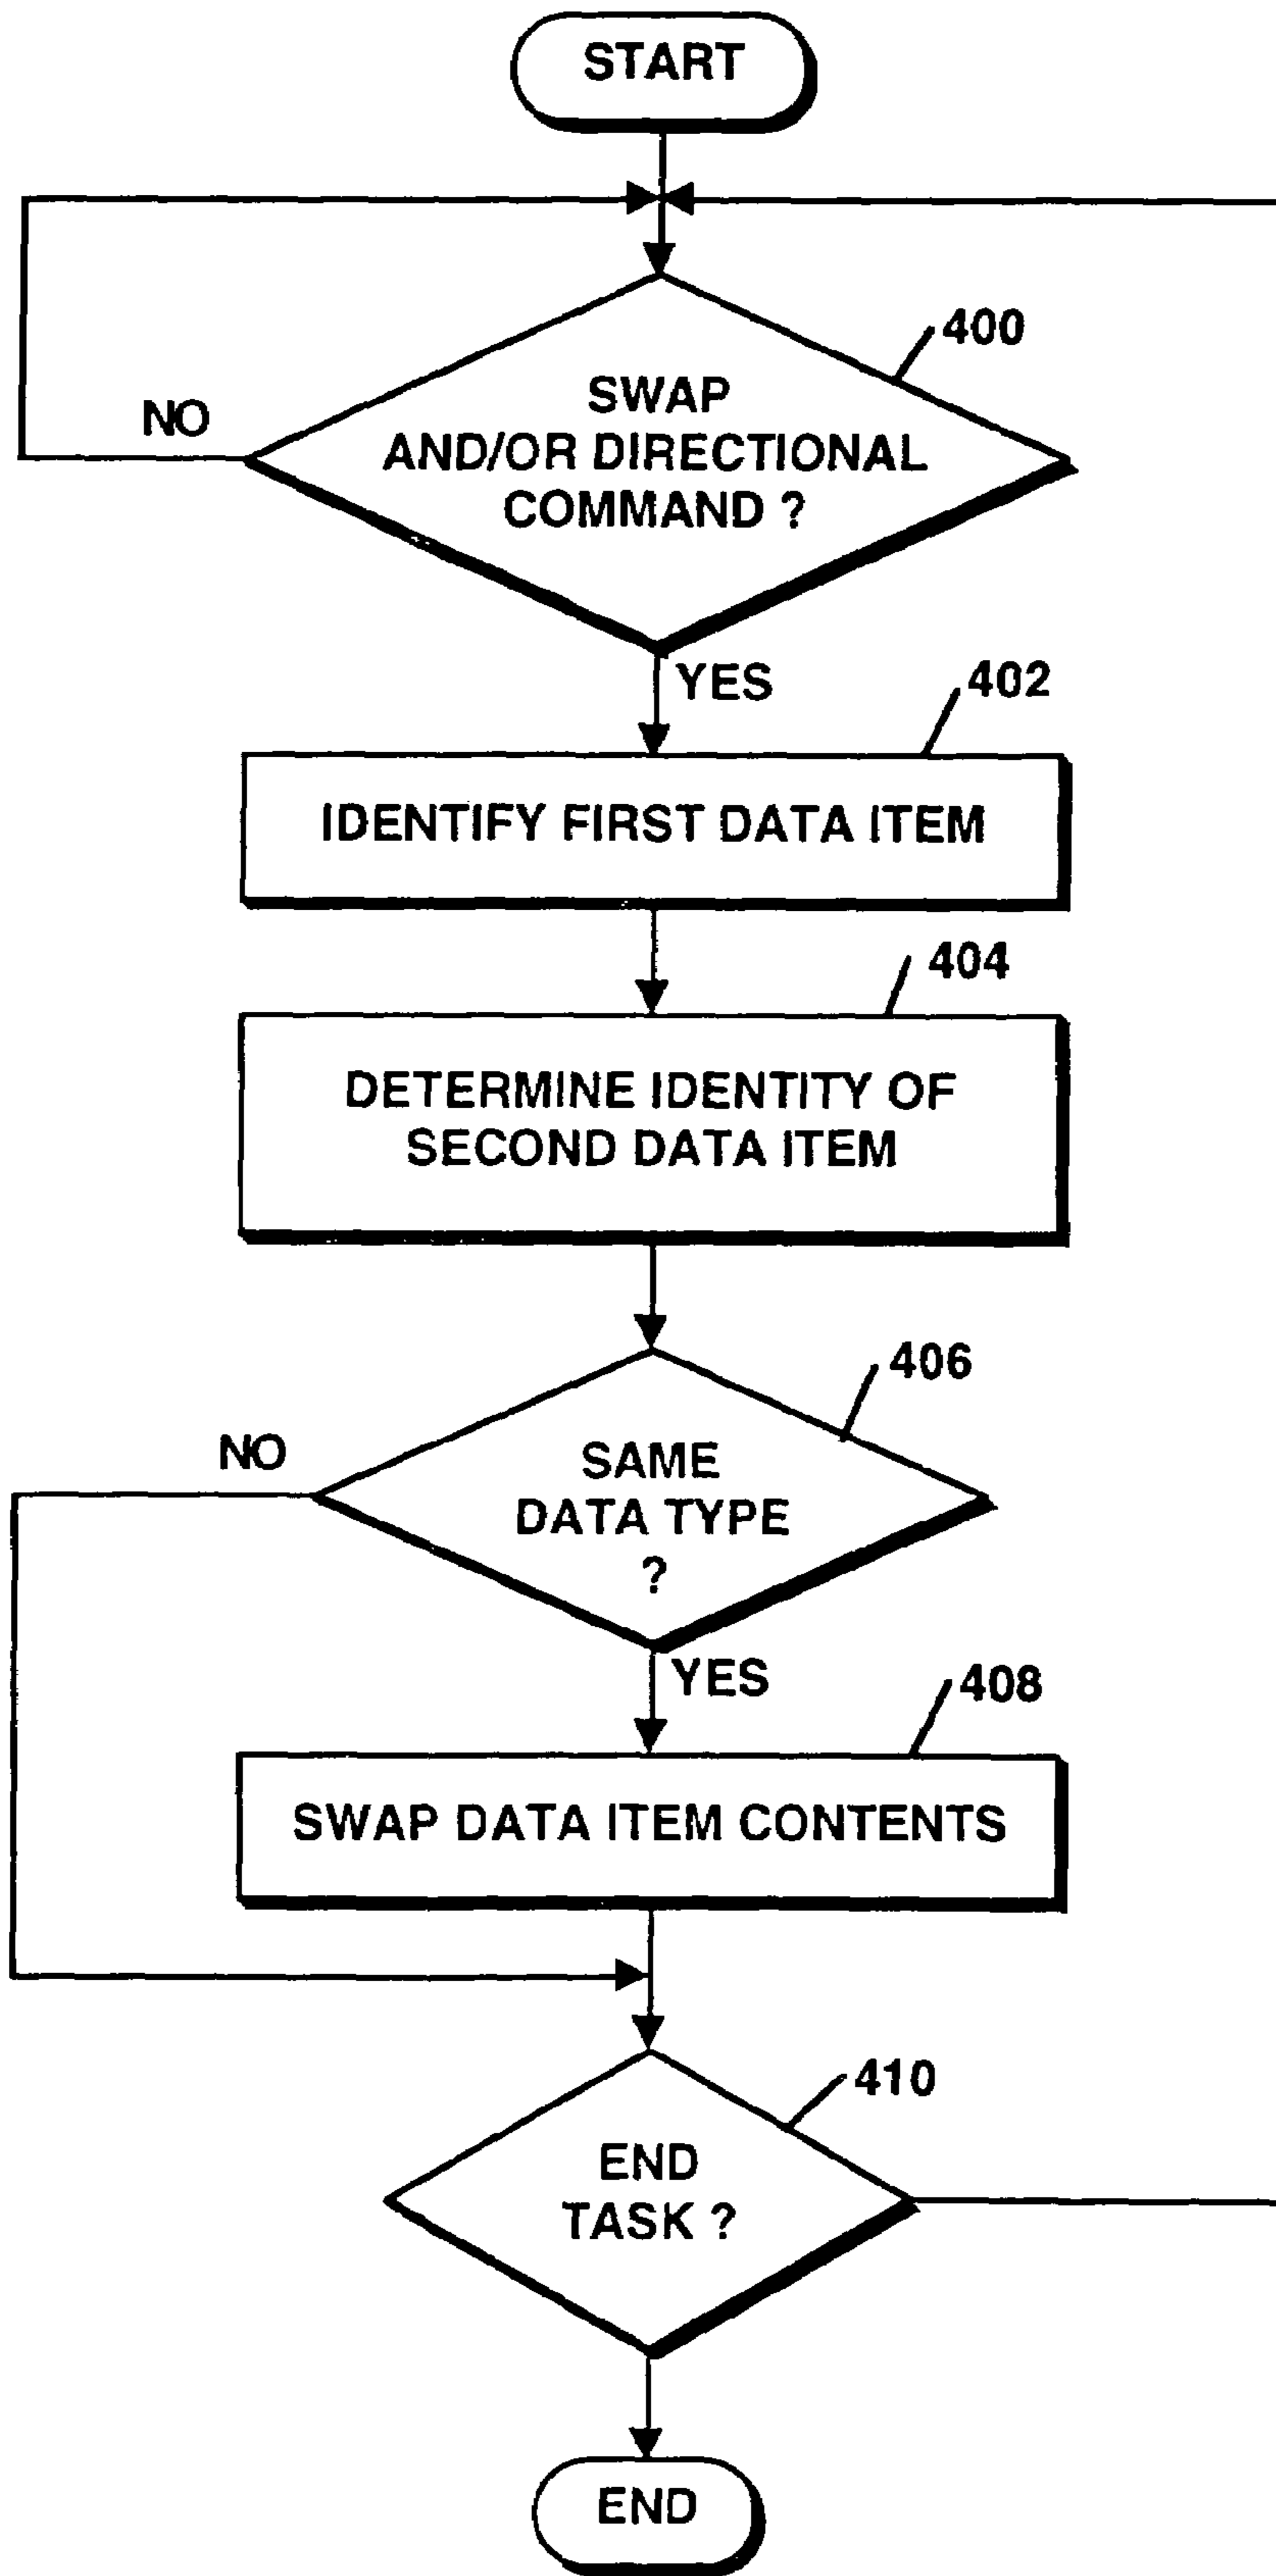 START
400
SWAP
AND/OR DIRECTIONAL
COMMAND ?
NO
YES
402
IDENTIFY FIRST DATA ITEM
404
DETERMINE IDENTITY OF
SECOND DATA ITEM
406
NO
SAME
DATA TYPE
?
YES
408
SWAP DATA ITEM CONTENTS
410
END
TASK ?
END